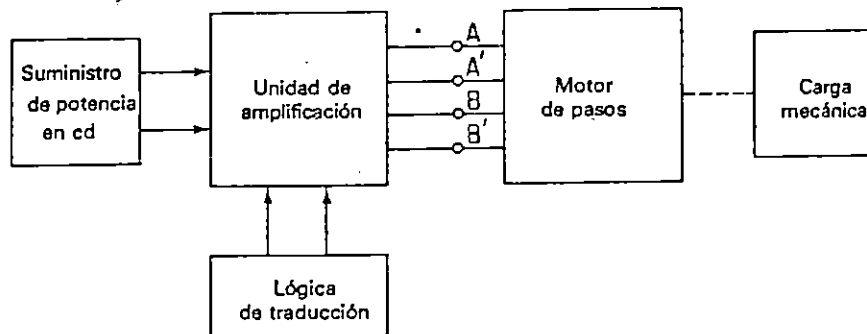 Suministro
de potencia
en cd
Unidad de
amplificación
A
A'
B
B'
Motor
de pasos
Carga
mecánica
Lógica
de traducción